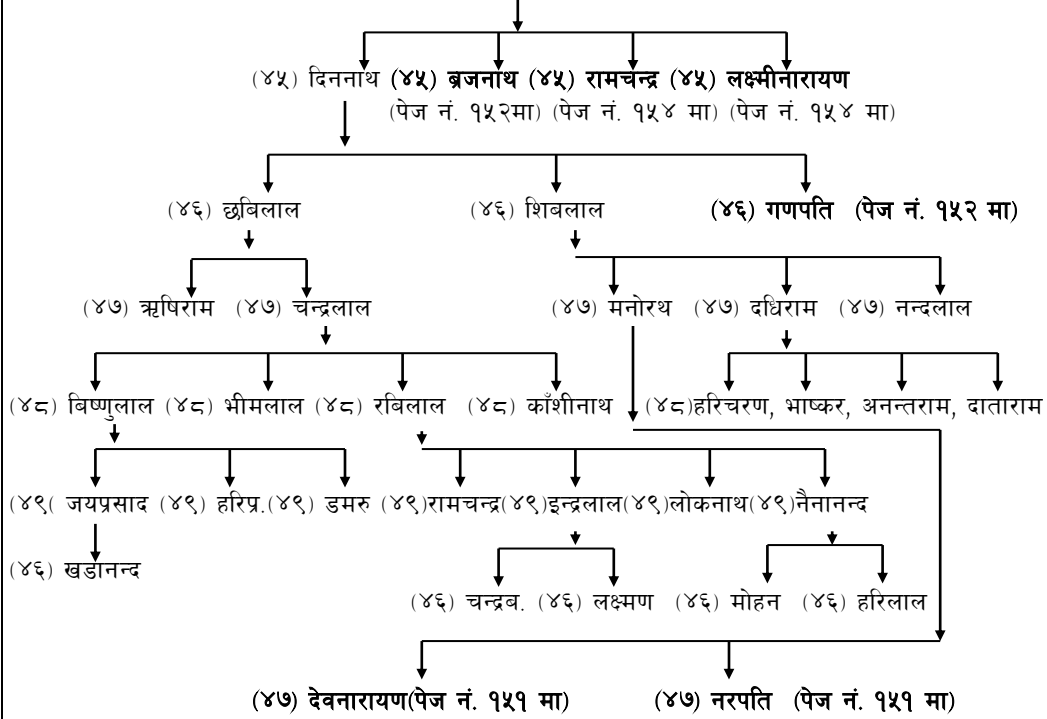 (४५) दिननाथ (४५) ब्रजनाथ (४५) रामचन्द्र (४५) लक्ष्मीनारायण
(पेज नं. १५२मा) (पेज नं. १५४ मा) (पेज नं. १५४ मा)
(४६) छबिलाल (४६) शिबलाल (४६) गणपति (पेज नं. १५२ मा)
(४७) ऋषिराम (४७) चन्द्रलाल (४७) मनोरथ (४७) दधिराम (४७) नन्दलाल
(४८) बिष्णुलाल (४८) भीमलाल (४८) रबिलाल (४८) काँशीनाथ (४८)हरिचरण, भाष्कर, अनन्तराम, दाताराम
(४९( जयप्रसाद (४९) हरिप्र.(४९) डमरु (४९)रामचन्द्र(४९)इन्द्रलाल(४९)लोकनाथ(४९)नैनानन्द
(४६) खडानन्द
(४६) चन्द्रब. (४६) लक्ष्मण (४६) मोहन (४६) हरिलाल
(४७) देवनारायण(पेज नं. १५१ मा) (४७) नरपति (पेज नं. १५१ मा)